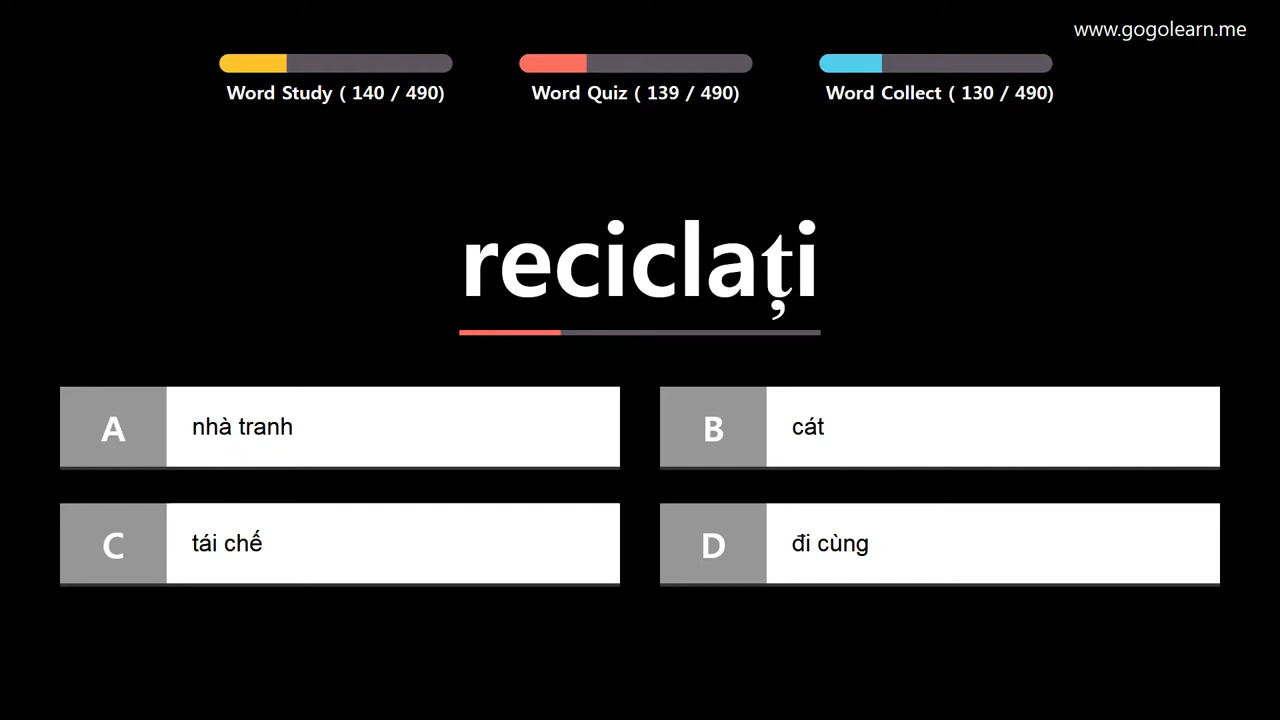 www.gogolearn.me
Word Study ( 140 / 490)
Word Quiz ( 139 / 490)
Word Collect ( 130 / 490)
reciclați
A nhà tranh
B cát
C tái chế
D đi cùng